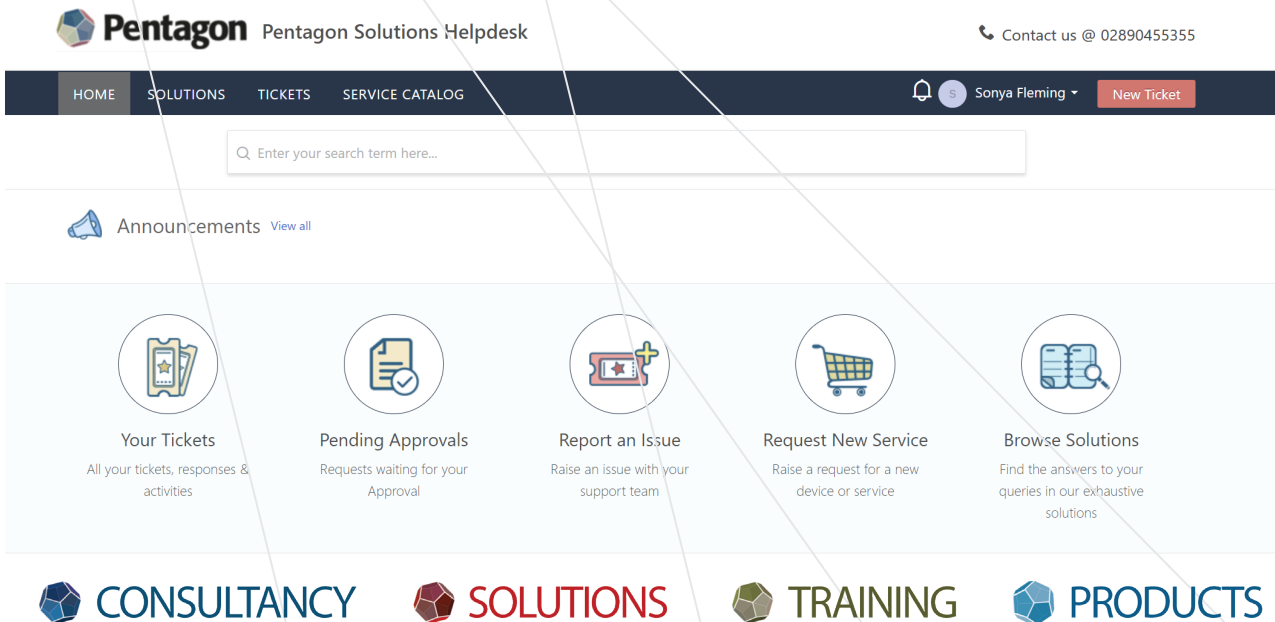 Pentagon Pentagon Solutions Helpdesk
Contact us @ 02890455355
HOME SOLUTIONS TICKETS SERVICE CATALOG
S Sonya Fleming
New Ticket
Enter your search term here...
Announcements View all
Your Tickets
All your tickets, responses &
activities
Pending Approvals
Requests waiting for your
Approval
Report an Issue
Raise an issue with your
support team
Request New Service
Raise a request for a new
device or service
Browse Solutions
Find the answers to your
queries in our exhaustive
solutions
CONSULTANCY SOLUTIONS TRAINING PRODUCTS